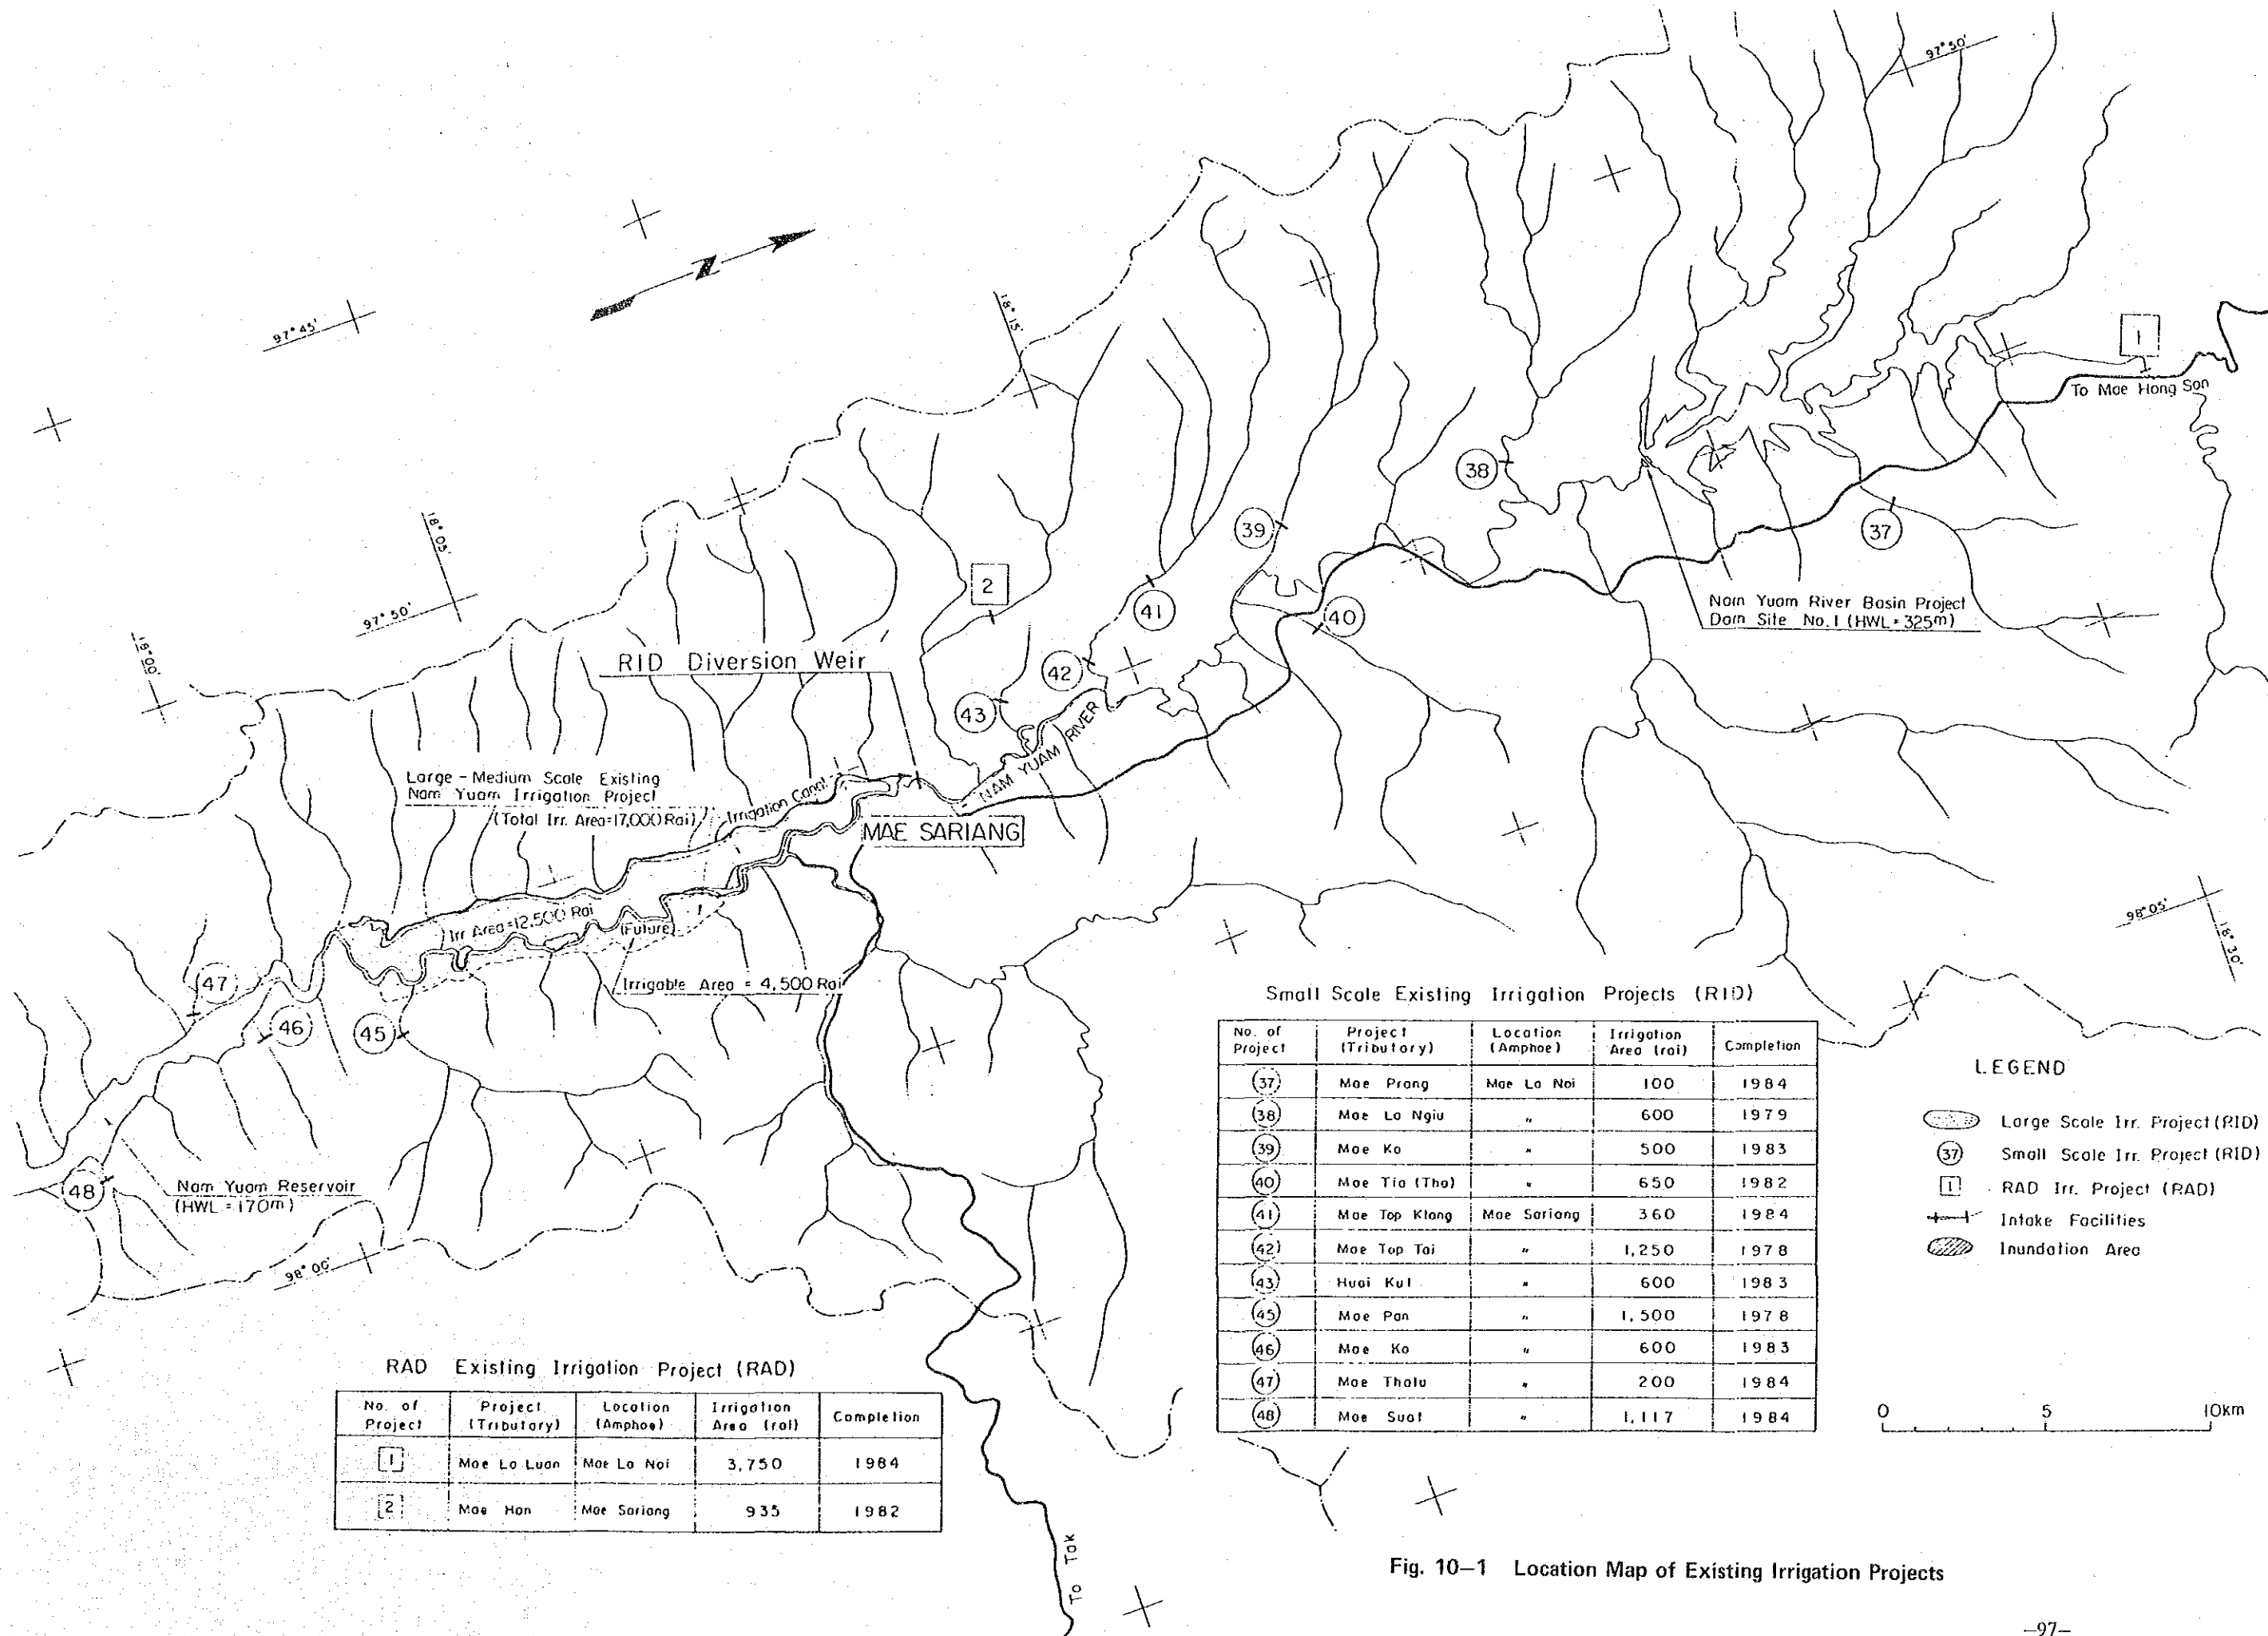 97°50'
97°45'
18°15'
18°05'
97°50'
18°00'
N
1
To Mae Hong Son
38
39
37
2
41
40
42
43
Nam Yuam River Basin Project
Dam Site No.1 (HWL=325m)
RID Diversion Weir
NAM YUAM RIVER
Large-Medium Scale Existing
Nam Yuam Irrigation Project
(Total Irr. Area=17,000 Rai)
Irrigation Canal
MAE SARIANG
Irr. Area=12,500 Rai
(Future)
Irrigable Area = 4,500 Rai
47
46
45
48
Nam Yuam Reservoir
(HWL=170m)
98°00'
98°05'
18°30'
To Tak
Small Scale Existing Irrigation Projects (RID)
No. of Project | Project (Tributary) | Location (Amphoe) | Irrigation Area (rai) | Completion
37 | Mae Prang | Mae La Noi | 100 | 1984
38 | Mae La Ngiu | " | 600 | 1979
39 | Mae Ko | " | 500 | 1983
40 | Mae Tia (Tho) | " | 650 | 1982
41 | Mae Top Klang | Mae Sariang | 360 | 1984
42 | Mae Top Tai | " | 1,250 | 1978
43 | Huai Kut | " | 600 | 1983
45 | Mae Pan | " | 1,500 | 1978
46 | Mae Ko | " | 600 | 1983
47 | Mae Thalu | " | 200 | 1984
48 | Mae Suat | " | 1,117 | 1984
LEGEND
Large Scale Irr. Project (RID)
37 Small Scale Irr. Project (RID)
1 RAD Irr. Project (RAD)
Intake Facilities
Inundation Area
0 5 10km
RAD Existing Irrigation Project (RAD)
No. of Project | Project (Tributary) | Location (Amphoe) | Irrigation Area (rai) | Completion
1 | Mae La Luan | Mae La Noi | 3,750 | 1984
2 | Mae Han | Mae Sariang | 935 | 1982
Fig. 10–1 Location Map of Existing Irrigation Projects
–97–